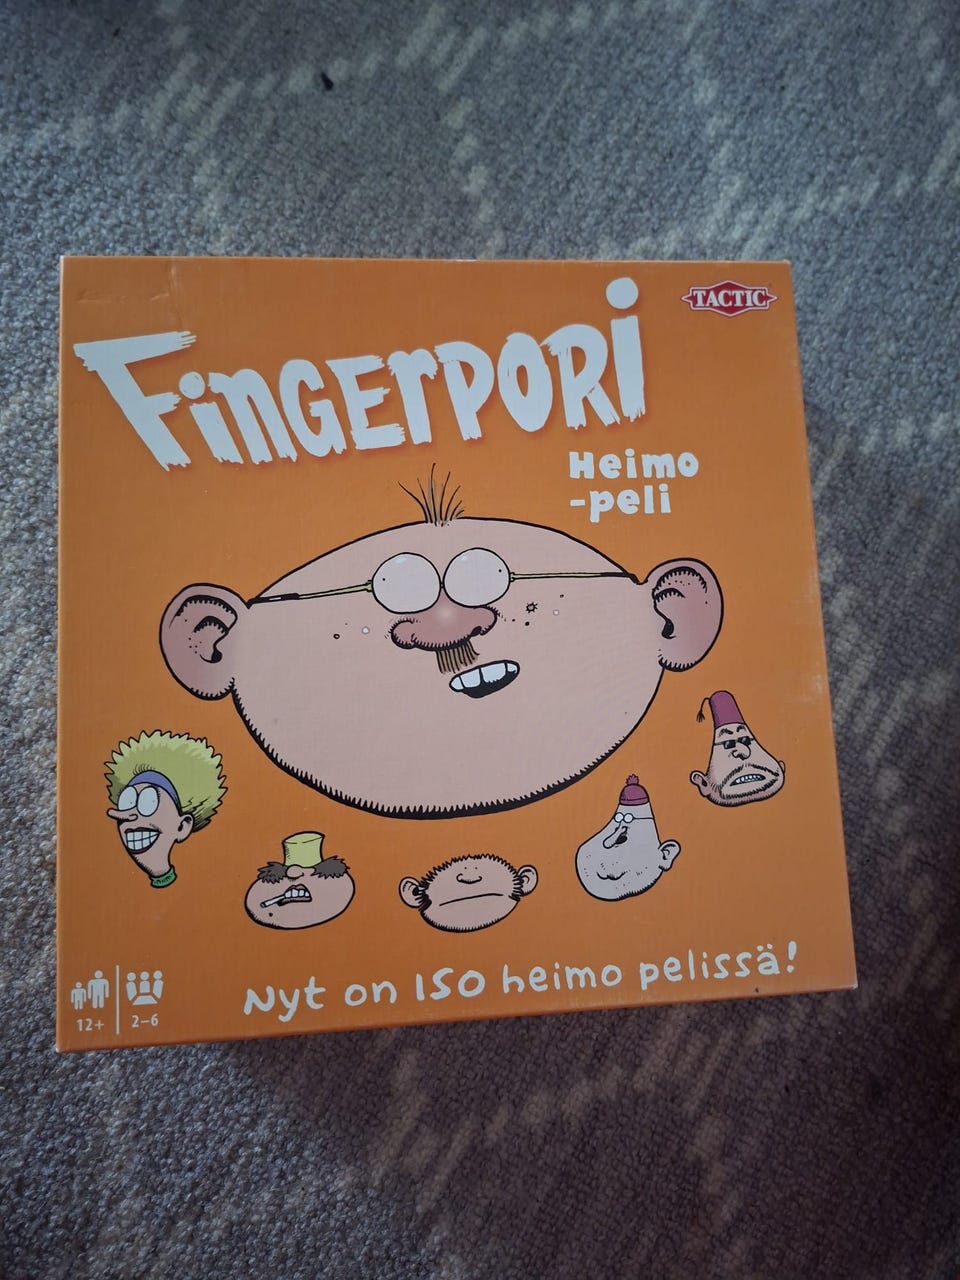 TACTIC
FINGERPORI
Heimo
-peli
Nyt on ISO heimo pelissä!
12+
2-6